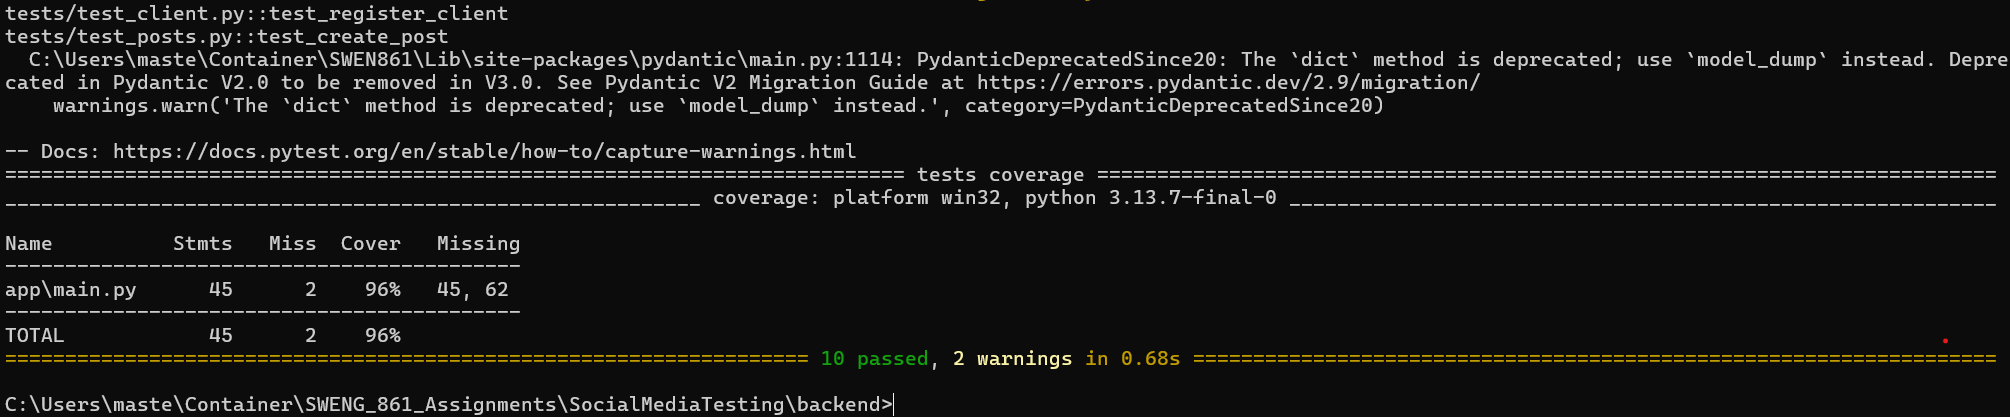 tests/test_client.py::test_register_client
tests/test_posts.py::test_create_post
  C:\Users\maste\Container\SWEN861\Lib\site-packages\pydantic\main.py:1114: PydanticDeprecatedSince20: The `dict` method is deprecated; use `model_dump` instead. Depre
cated in Pydantic V2.0 to be removed in V3.0. See Pydantic V2 Migration Guide at https://errors.pydantic.dev/2.9/migration/
    warnings.warn('The `dict` method is deprecated; use `model_dump` instead.', category=PydanticDeprecatedSince20)
-- Docs: https://docs.pytest.org/en/stable/how-to/capture-warnings.html
=========================================================================== tests coverage ===========================================================================
__________________________________________________________ coverage: platform win32, python 3.13.7-final-0 ___________________________________________________________
Name          Stmts   Miss  Cover   Missing
-------------------------------------------
app\main.py      45      2    96%   45, 62
-------------------------------------------
TOTAL            45      2    96%
=================================================================== 10 passed, 2 warnings in 0.68s ===================================================================
C:\Users\maste\Container\SWENG_861_Assignments\SocialMediaTesting\backend>